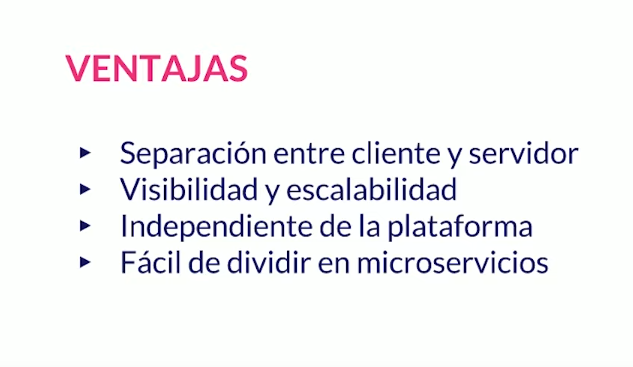 VENTAJAS
▸ Separación entre cliente y servidor
▸ Visibilidad y escalabilidad
▸ Independiente de la plataforma
▸ Fácil de dividir en microservicios